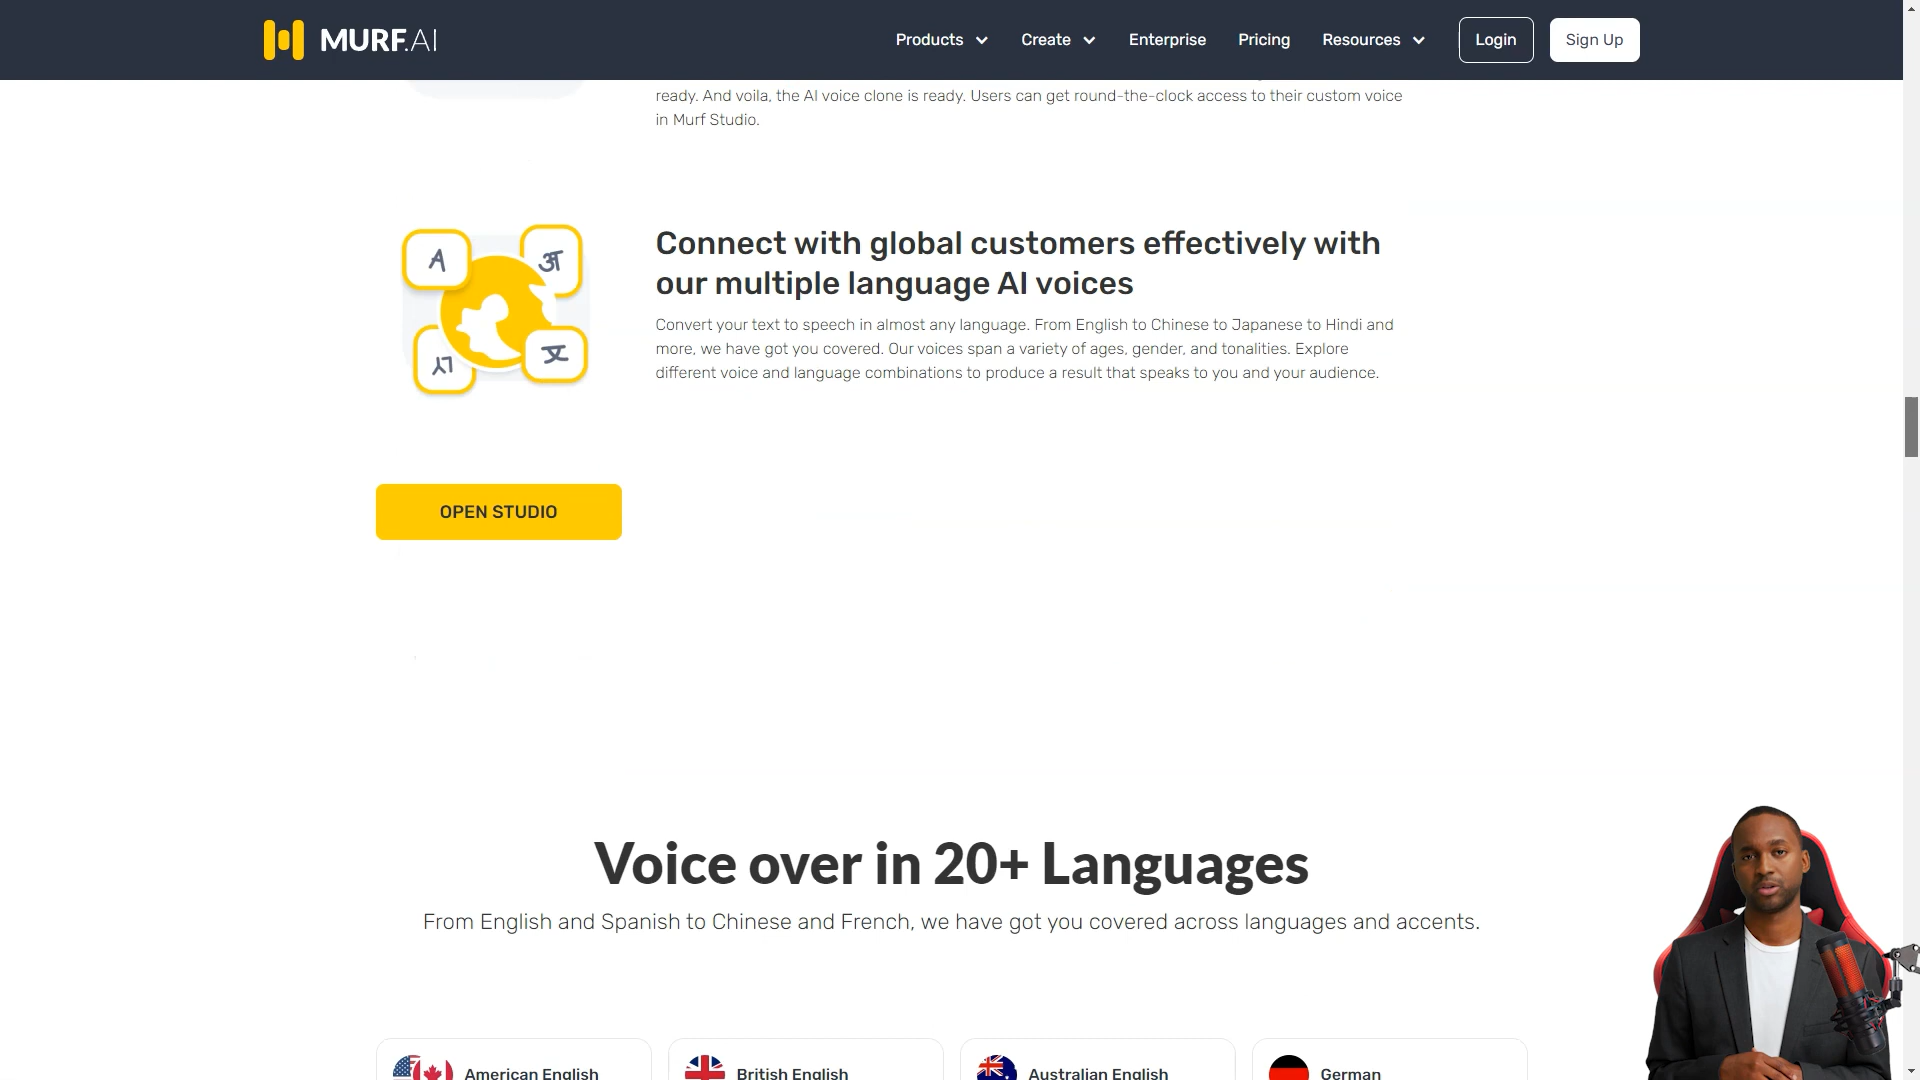 MURF.AI
Products
Create
Enterprise
Pricing
Resources
Login
Sign Up
ready. And voila, the AI voice clone is ready. Users can get round-the-clock access to their custom voice
in Murf Studio.
A
अ
시
文
Connect with global customers effectively with
our multiple language AI voices
Convert your text to speech in almost any language. From English to Chinese to Japanese to Hindi and
more, we have got you covered. Our voices span a variety of ages, gender, and tonalities. Explore
different voice and language combinations to produce a result that speaks to you and your audience.
OPEN STUDIO
Voice over in 20+ Languages
From English and Spanish to Chinese and French, we have got you covered across languages and accents.
American English
British English
Australian English
German